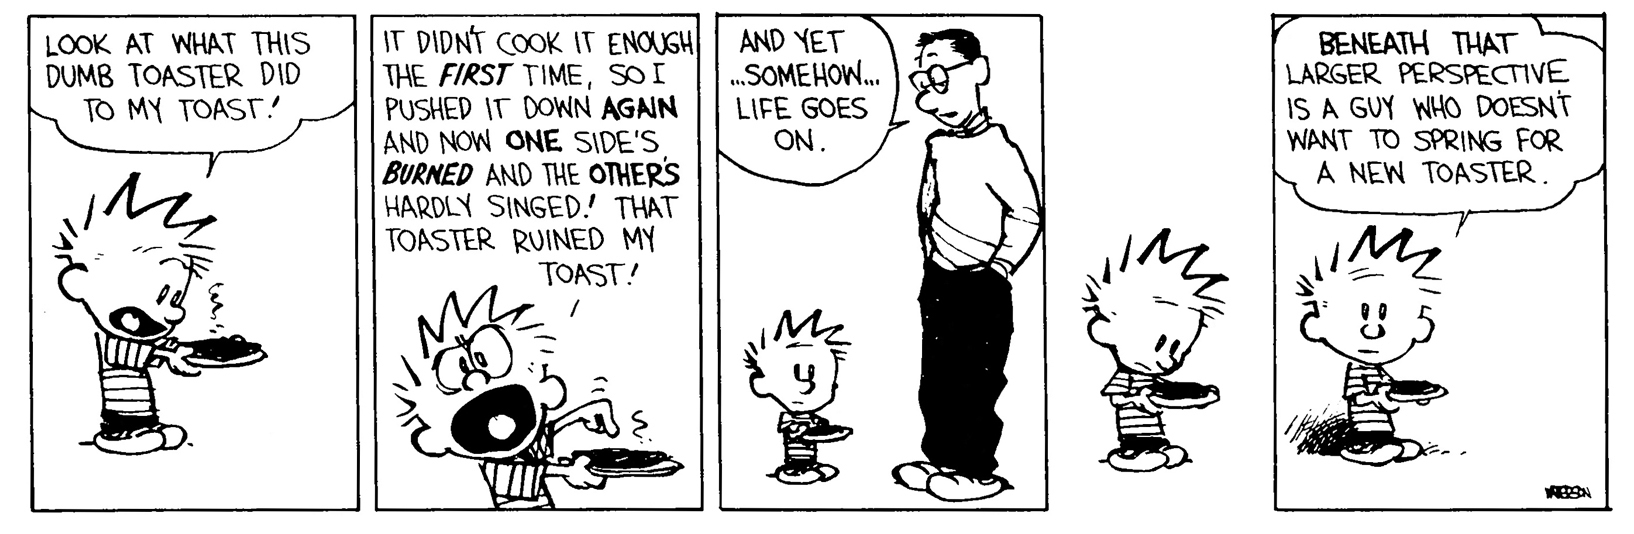 LOOK AT WHAT THIS
DUMB TOASTER DID
TO MY TOAST!
IT DIDN'T COOK IT ENOUGH
THE FIRST TIME, SO I
PUSHED IT DOWN AGAIN
AND NOW ONE SIDE'S
BURNED AND THE OTHER'S
HARDLY SINGED! THAT
TOASTER RUINED MY
TOAST!
AND YET
...SOMEHOW...
LIFE GOES
ON.
BENEATH THAT
LARGER PERSPECTIVE
IS A GUY WHO DOESN'T
WANT TO SPRING FOR
A NEW TOASTER.
WATTERSON